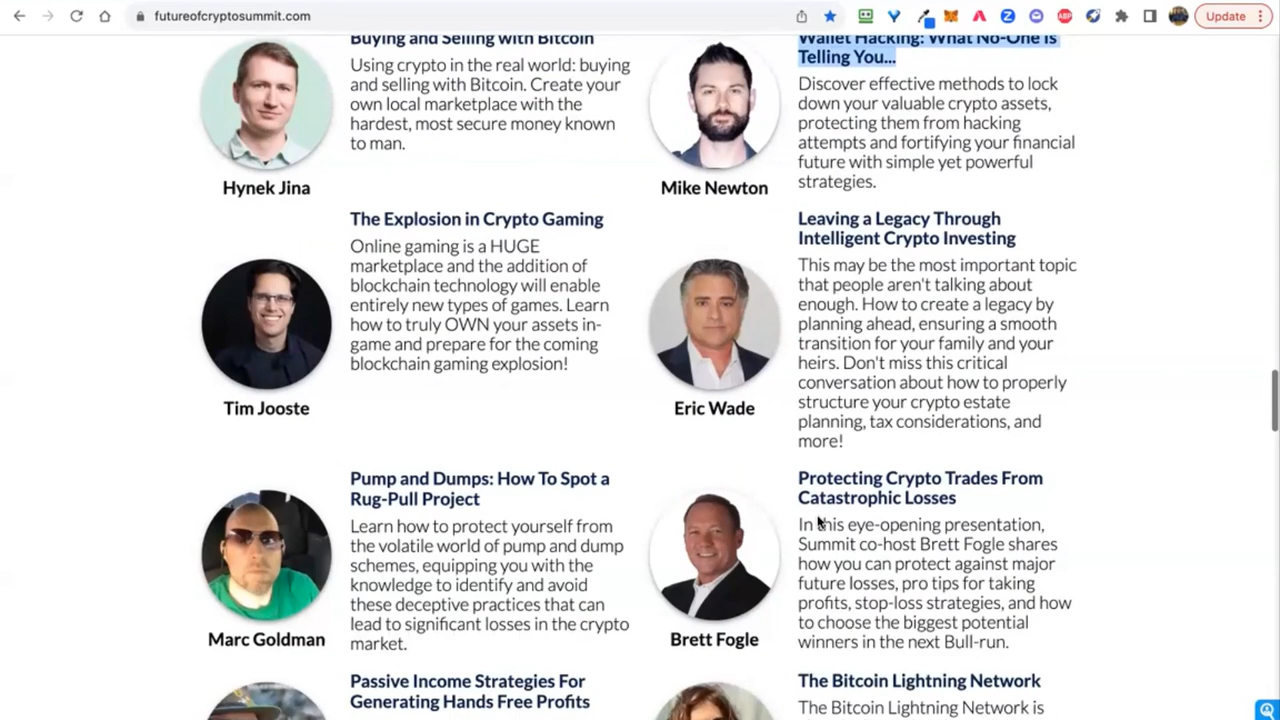 futureofcryptosummit.com
Update
Buying and Selling with Bitcoin
Using crypto in the real world: buying
and selling with Bitcoin. Create your
own local marketplace with the
hardest, most secure money known
to man.
Hynek Jina
Wallet Hacking: What No-One Is
Telling You...
Discover effective methods to lock
down your valuable crypto assets,
protecting them from hacking
attempts and fortifying your financial
future with simple yet powerful
strategies.
Mike Newton
The Explosion in Crypto Gaming
Online gaming is a HUGE
marketplace and the addition of
blockchain technology will enable
entirely new types of games. Learn
how to truly OWN your assets in-
game and prepare for the coming
blockchain gaming explosion!
Tim Jooste
Leaving a Legacy Through
Intelligent Crypto Investing
This may be the most important topic
that people aren't talking about
enough. How to create a legacy by
planning ahead, ensuring a smooth
transition for your family and your
heirs. Don't miss this critical
conversation about how to properly
structure your crypto estate
planning, tax considerations, and
more!
Eric Wade
Pump and Dumps: How To Spot a
Rug-Pull Project
Learn how to protect yourself from
the volatile world of pump and dump
schemes, equipping you with the
knowledge to identify and avoid
these deceptive practices that can
lead to significant losses in the crypto
market.
Marc Goldman
Protecting Crypto Trades From
Catastrophic Losses
In this eye-opening presentation,
Summit co-host Brett Fogle shares
how you can protect against major
future losses, pro tips for taking
profits, stop-loss strategies, and how
to choose the biggest potential
winners in the next Bull-run.
Brett Fogle
Passive Income Strategies For
Generating Hands Free Profits
The Bitcoin Lightning Network
The Bitcoin Lightning Network is